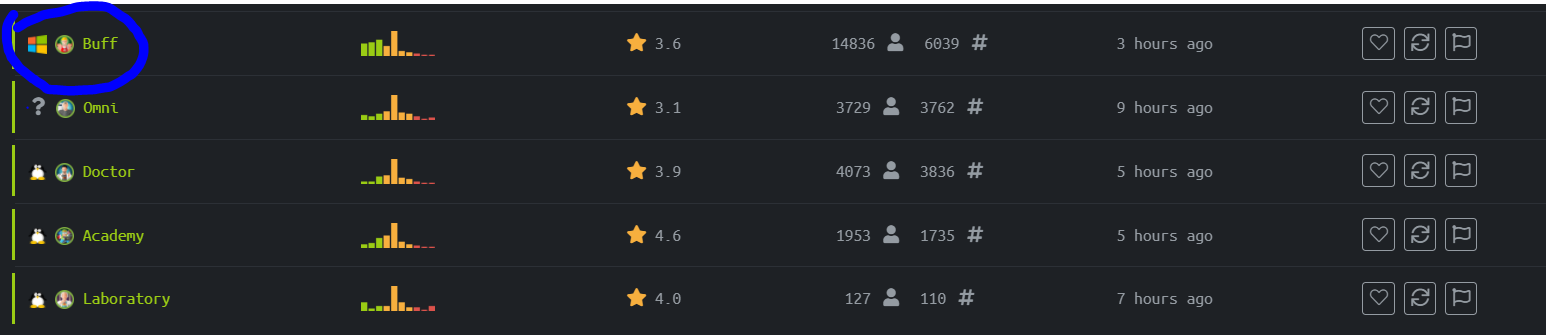 Buff 3.6 14836 6039 # 3 hours ago
? Omni 3.1 3729 3762 # 9 hours ago
Doctor 3.9 4073 3836 # 5 hours ago
Academy 4.6 1953 1735 # 5 hours ago
Laboratory 4.0 127 110 # 7 hours ago